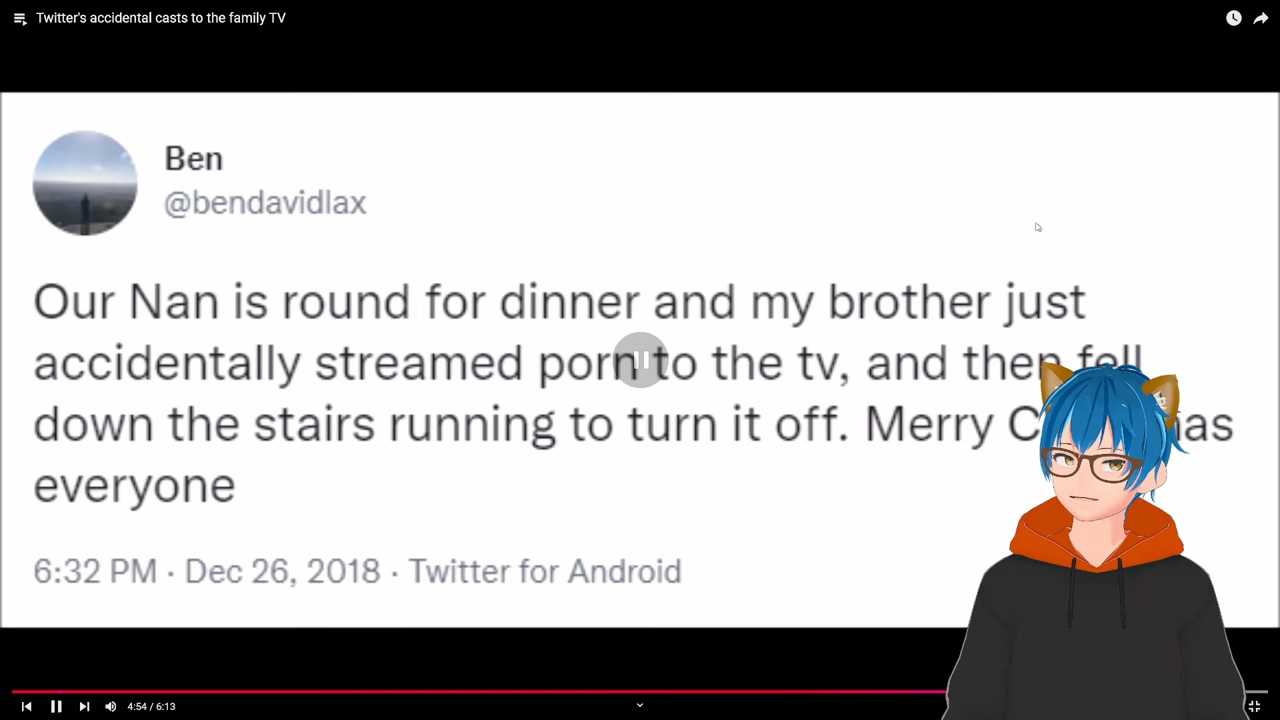 Twitter's accidental casts to the family TV
Ben
@bendavidlax
Our Nan is round for dinner and my brother just
accidentally streamed porn to the tv, and then fell
down the stairs running to turn it off. Merry C as
everyone
6:32 PM · Dec 26, 2018 · Twitter for Android
4:54 / 6:13